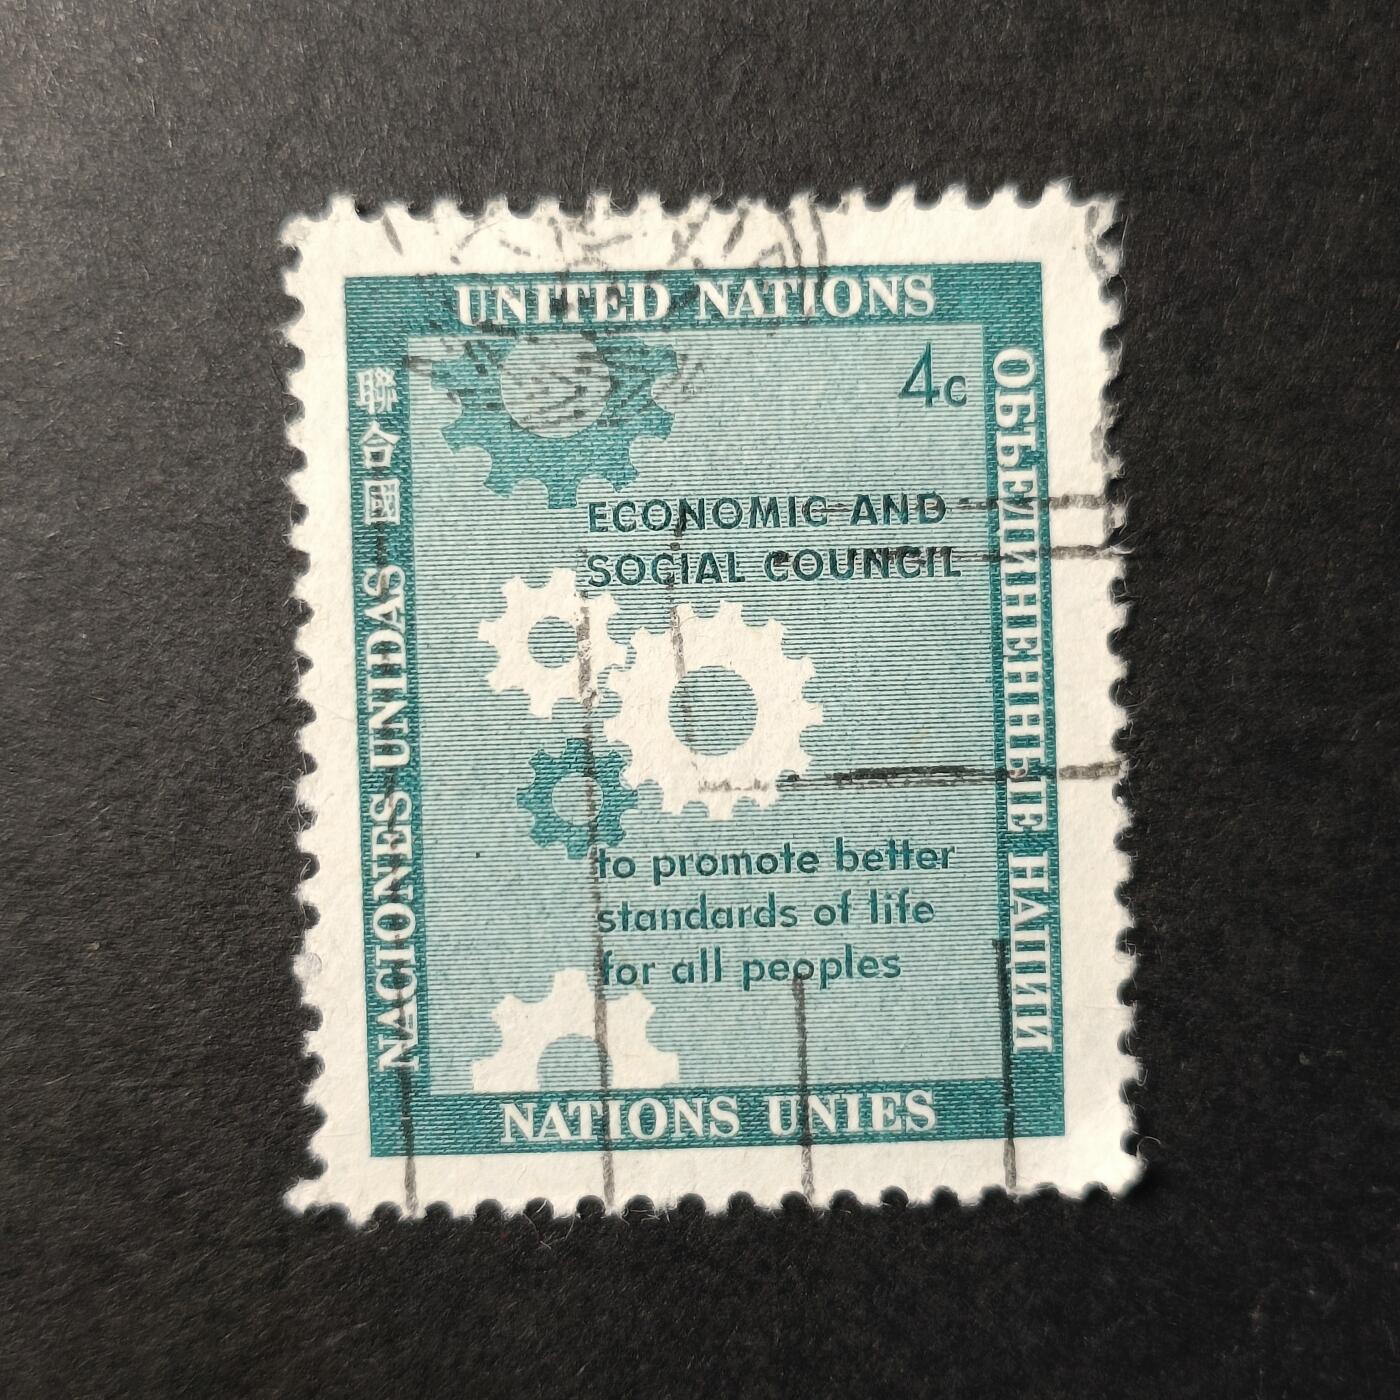 UNITED NATIONS
4c
聯合國
NACIONES UNIDAS
ОБЪЕДИНЕННЫЕ НАЦИИ
ECONOMIC AND
SOCIAL COUNCIL
to promote better
standards of life
for all peoples
NATIONS UNIES